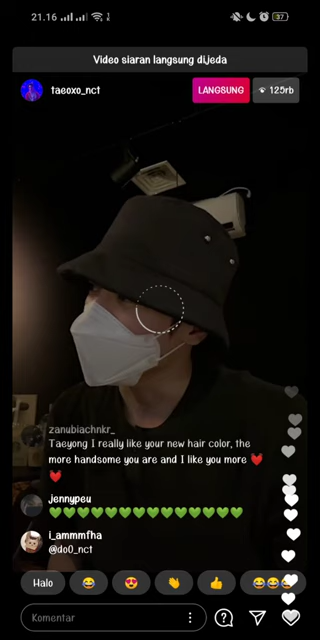 21.16
37
Video siaran langsung dijeda
taeoxo_nct
LANGSUNG
125rb
zanubiachnkr_
Taeyong I really like your new hair color, the
more handsome you are and I like you more ❤️
❤️
jennypeu
💚💚💚💚💚💚💚💚💚💚💚💚💚💚💚
i_ammmfha
@do0_nct
Halo 😂 😍 👏 👍 😂😂😂
Komentar